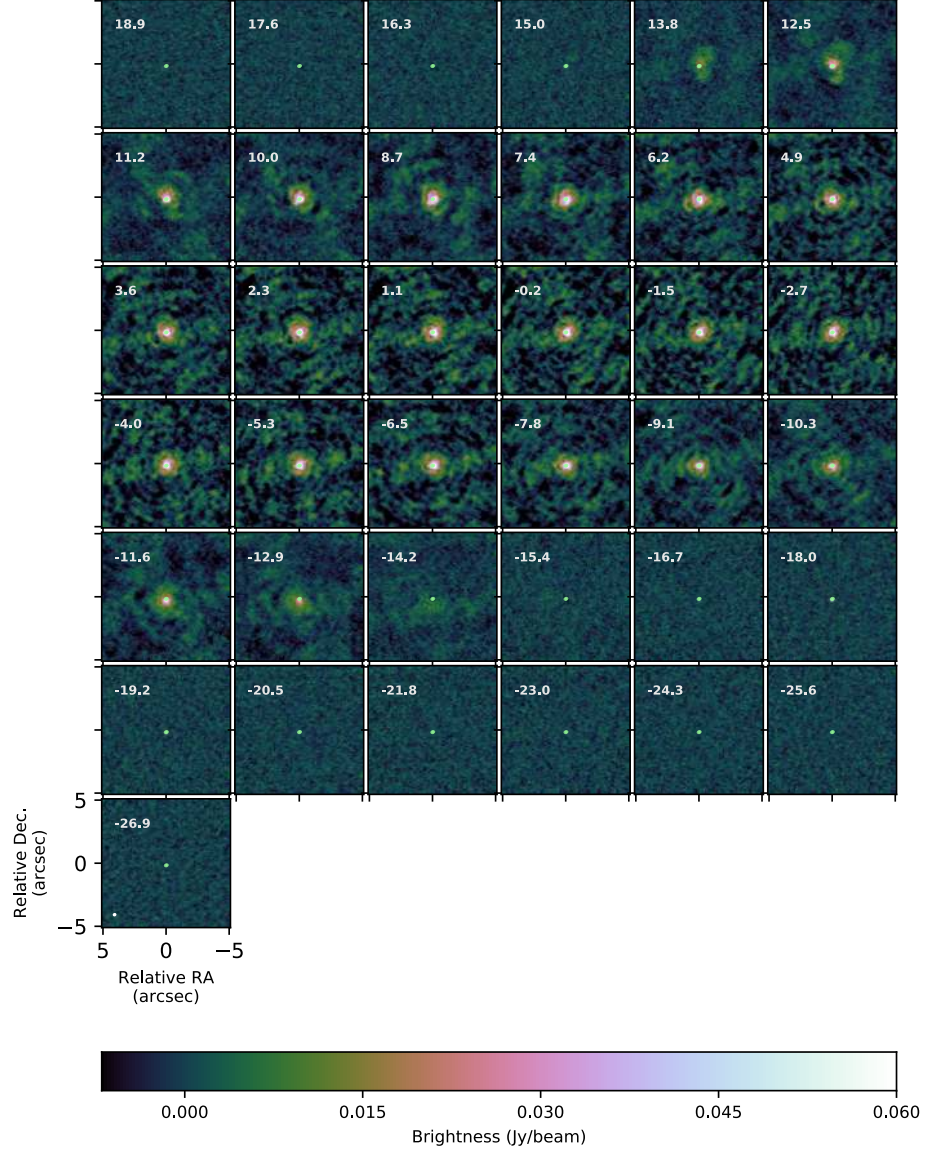 18.9 17.6 16.3 15.0 13.8 12.5
11.2 10.0 8.7 7.4 6.2 4.9
3.6 2.3 1.1 -0.2 -1.5 -2.7
-4.0 -5.3 -6.5 -7.8 -9.1 -10.3
-11.6 -12.9 -14.2 -15.4 -16.7 -18.0
-19.2 -20.5 -21.8 -23.0 -24.3 -25.6
-26.9
5
0
−5
Relative Dec.
(arcsec)
5 0 −5
Relative RA
(arcsec)
0.000 0.015 0.030 0.045 0.060
Brightness (Jy/beam)